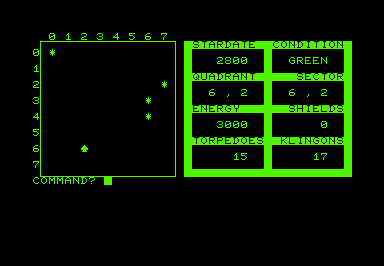 0 1 2 3 4 5 6 7
STARDATE CONDITION
0 * 2800 GREEN
1
QUADRANT SECTOR
2 * 6 , 2 6 , 2
3 *
ENERGY SHIELDS
4 * 3000 0
5
TORPEDOES KLINGONS
6 15 17
7
COMMAND?